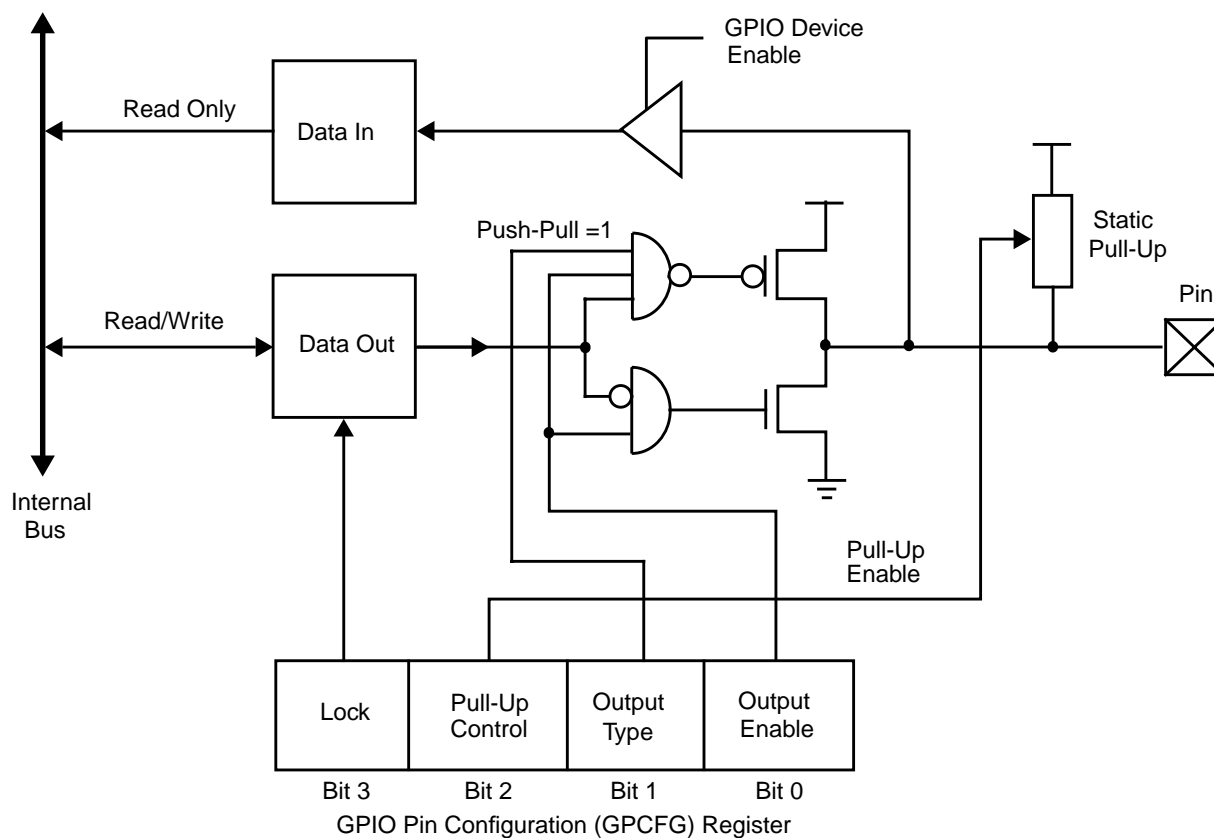 GPIO Device
Enable
Read Only
Data In
Static
Pull-Up
Push-Pull =1
Pin
Read/Write
Data Out
Internal
Bus
Pull-Up
Enable
Lock
Pull-Up
Control
Output
Type
Output
Enable
Bit 3
Bit 2
Bit 1
Bit 0
GPIO Pin Configuration (GPCFG) Register